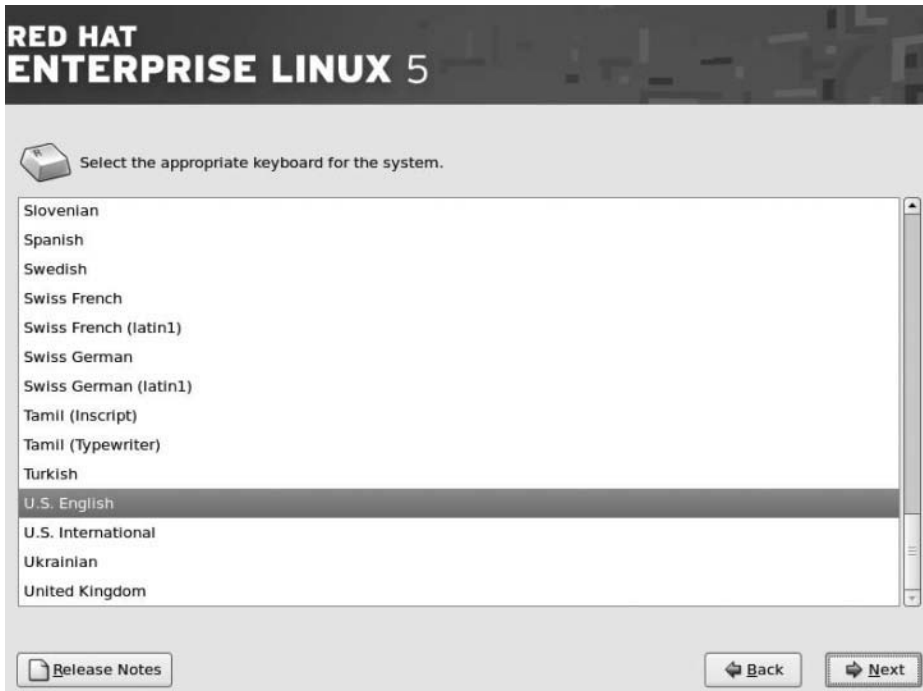 RED HAT
ENTERPRISE LINUX 5
R
Select the appropriate keyboard for the system.
Slovenian
Spanish
Swedish
Swiss French
Swiss French (latin1)
Swiss German
Swiss German (latin1)
Tamil (Inscript)
Tamil (Typewriter)
Turkish
U.S. English
U.S. International
Ukrainian
United Kingdom
Release Notes
Back
Next